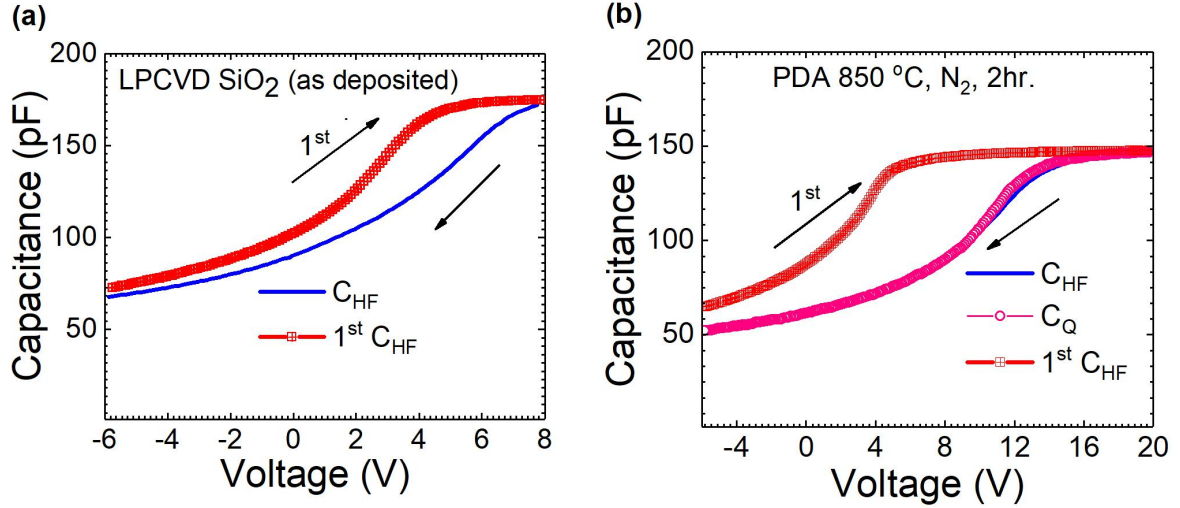 (a)
200
150
100
50
Capacitance (pF)
LPCVD SiO₂ (as deposited)
1ˢᵗ
C_HF
1ˢᵗ C_HF
-6 -4 -2 0 2 4 6 8
Voltage (V)
(b)
200
150
100
50
Capacitance (pF)
PDA 850 ºC, N₂, 2hr.
1ˢᵗ
C_HF
C_Q
1ˢᵗ C_HF
-4 0 4 8 12 16 20
Voltage (V)